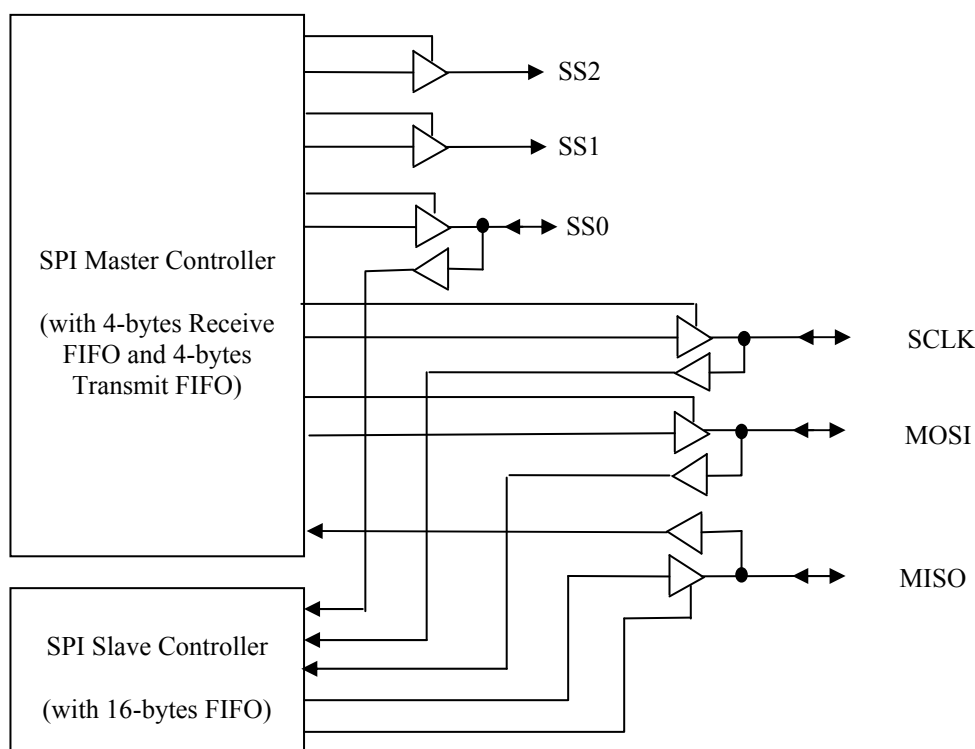 SS2
SS1
SS0
SPI Master Controller
(with 4-bytes Receive
FIFO and 4-bytes
Transmit FIFO)
SCLK
MOSI
MISO
SPI Slave Controller
(with 16-bytes FIFO)